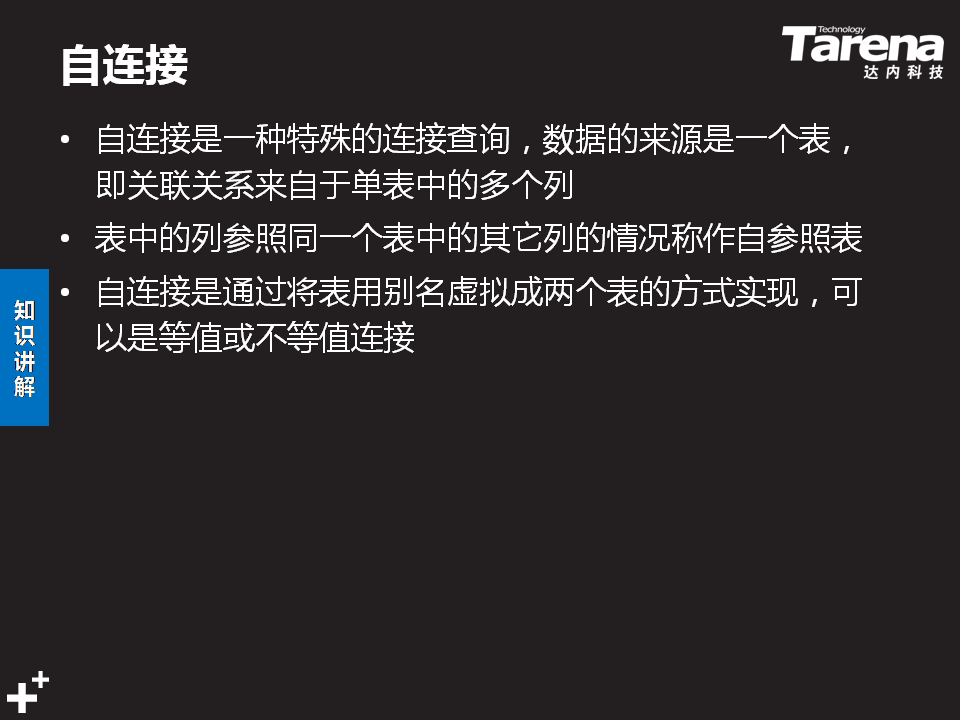 自连接
Technology
Tarena
达内科技
• 自连接是一种特殊的连接查询，数据的来源是一个表，
即关联关系来自于单表中的多个列
• 表中的列参照同一个表中的其它列的情况称作自参照表
• 自连接是通过将表用别名虚拟成两个表的方式实现，可
以是等值或不等值连接
知
识
讲
解